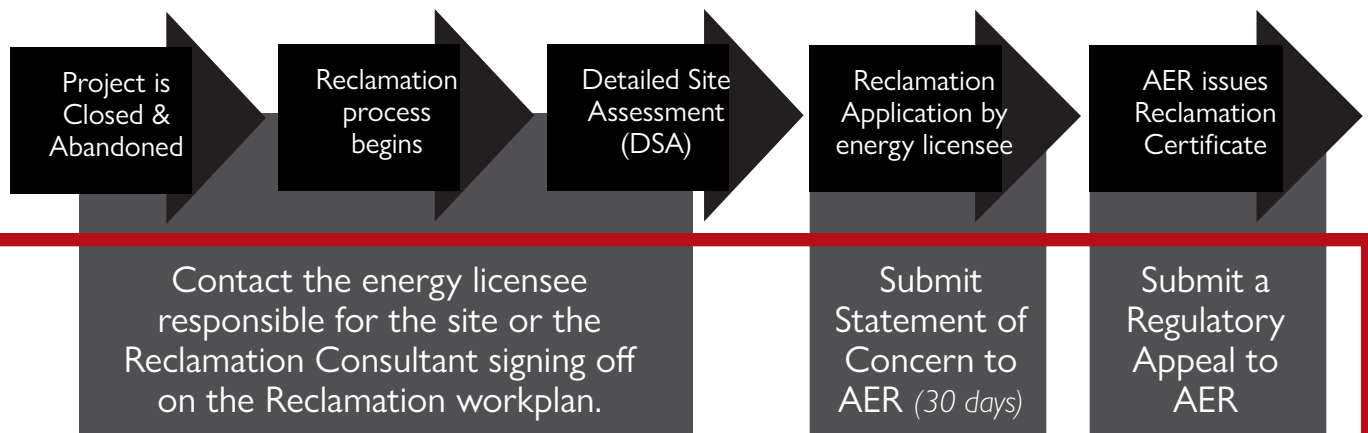 Project is
Closed &
Abandoned
Reclamation
process
begins
Detailed Site
Assessment
(DSA)
Reclamation
Application by
energy licensee
AER issues
Reclamation
Certificate
Contact the energy licensee
responsible for the site or the
Reclamation Consultant signing off
on the Reclamation workplan.
Submit
Statement of
Concern to
AER (30 days)
Submit a
Regulatory
Appeal to
AER